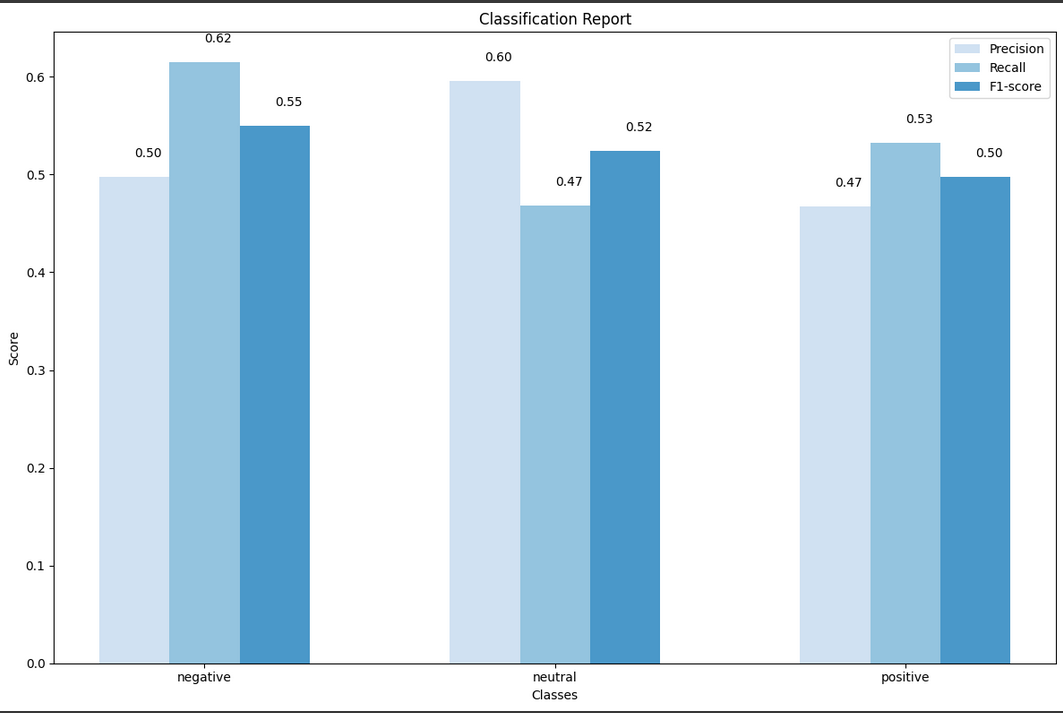 Classification Report
0.62
0.60
0.55
0.53
0.52
0.50
0.50
0.47
0.47
Precision
Recall
F1-score
Score
0.6
0.5
0.4
0.3
0.2
0.1
0.0
negative neutral positive
Classes